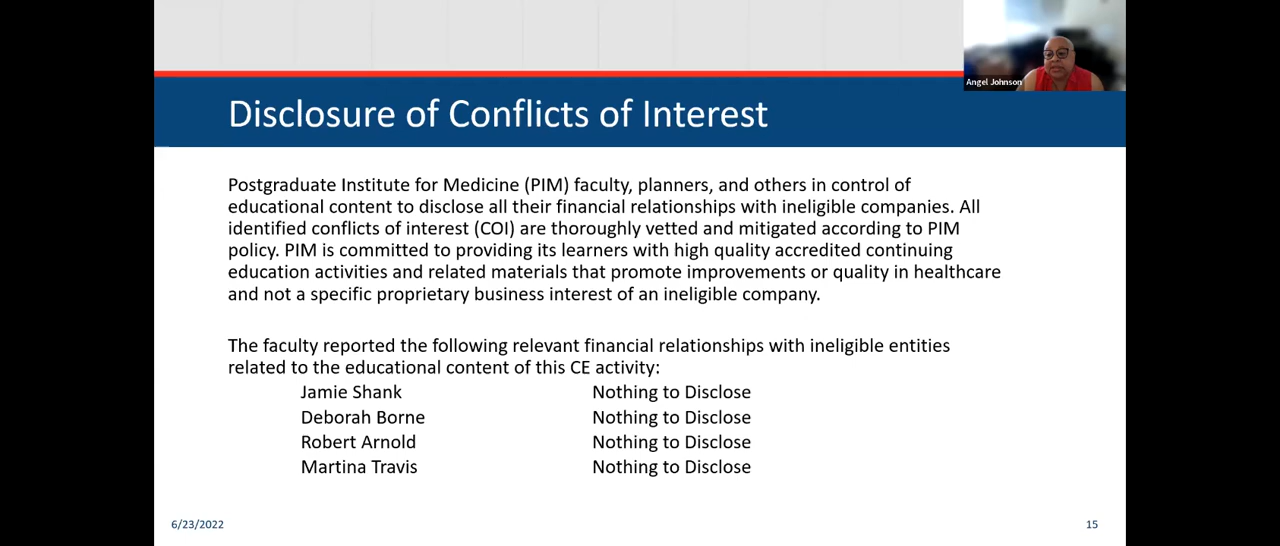 Angel Johnson
Disclosure of Conflicts of Interest
Postgraduate Institute for Medicine (PIM) faculty, planners, and others in control of
educational content to disclose all their financial relationships with ineligible companies. All
identified conflicts of interest (COI) are thoroughly vetted and mitigated according to PIM
policy. PIM is committed to providing its learners with high quality accredited continuing
education activities and related materials that promote improvements or quality in healthcare
and not a specific proprietary business interest of an ineligible company.
The faculty reported the following relevant financial relationships with ineligible entities
related to the educational content of this CE activity:
Jamie Shank Nothing to Disclose
Deborah Borne Nothing to Disclose
Robert Arnold Nothing to Disclose
Martina Travis Nothing to Disclose
6/23/2022 15